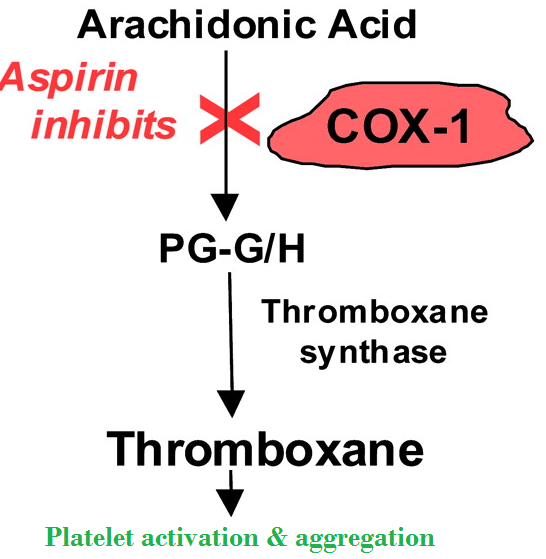 Arachidonic Acid
Aspirin
inhibits
COX-1
PG-G/H
Thromboxane
synthase
Thromboxane
Platelet activation & aggregation